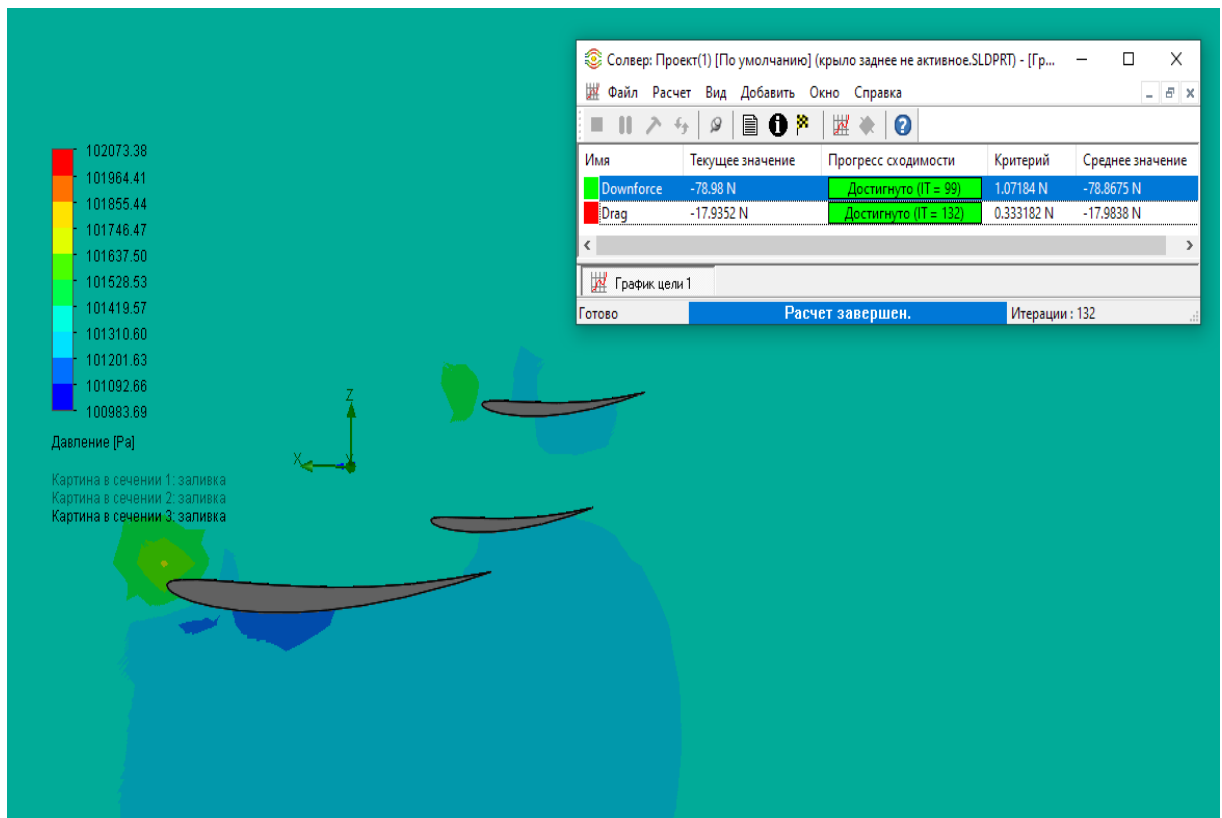 Солвер: Проект(1) [По умолчанию] (крыло заднее не активное.SLDPRT) - [Гр...
Файл Расчет Вид Добавить Окно Справка
Имя Текущее значение Прогресс сходимости Критерий Среднее значение
Downforce -78.98 N Достигнуто (IT = 99) 1.07184 N -78.8675 N
Drag -17.9352 N Достигнуто (IT = 132) 0.333182 N -17.9838 N
График цели 1
Готово Расчет завершен. Итерации : 132
102073.38
101964.41
101855.44
101746.47
101637.50
101528.53
101419.57
101310.60
101201.63
101092.66
100983.69
Давление [Pa]
Картина в сечении 1: заливка
Картина в сечении 2: заливка
Картина в сечении 3: заливка
Z
X
Y